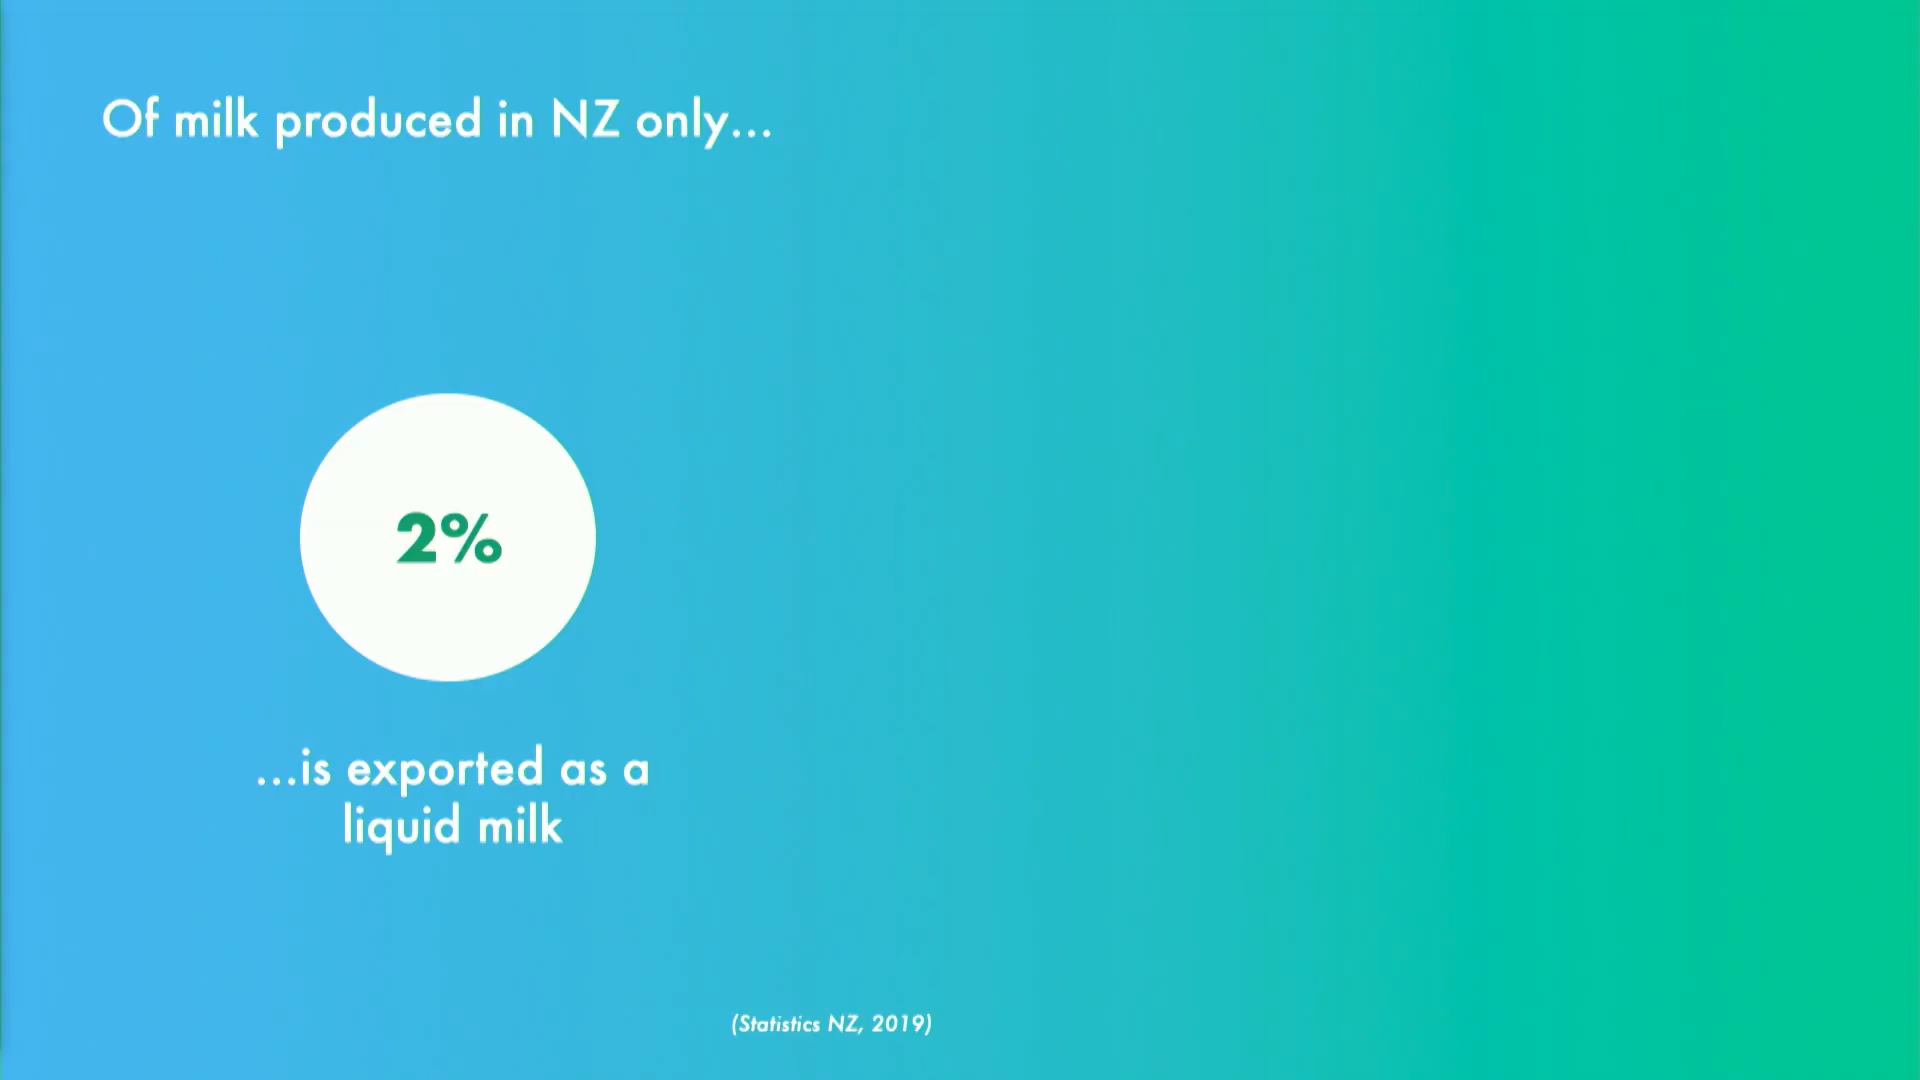 Of milk produced in NZ only...
2%
...is exported as a
liquid milk
(Statistics NZ, 2019)